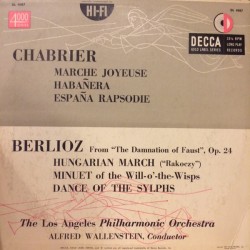 HI-FI
4000
DECCA
CHABRIER
MARCHE JOYEUSE
HABAÑERA
ESPAÑA RAPSODIE
BERLIOZ From "The Damnation of Faust", Op. 24
HUNGARIAN MARCH ("Rakoczy")
MINUET of the Will-o'-the-Wisps
DANCE OF THE SYLPHS
The Los Angeles Philharmonic Orchestra
ALFRED WALLENSTEIN, Conductor